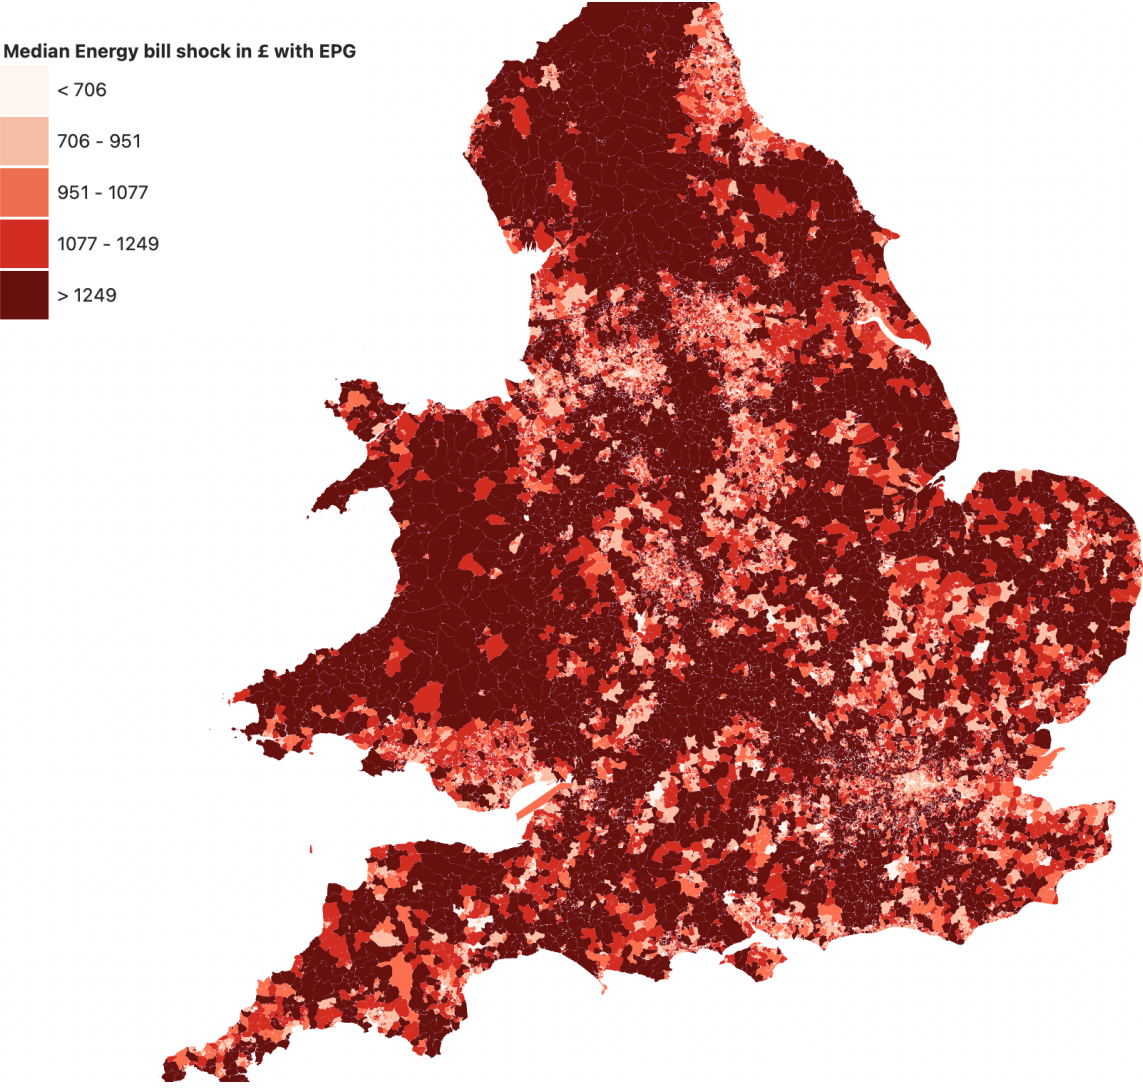 Median Energy bill shock in £ with EPG
< 706
706 - 951
951 - 1077
1077 - 1249
> 1249